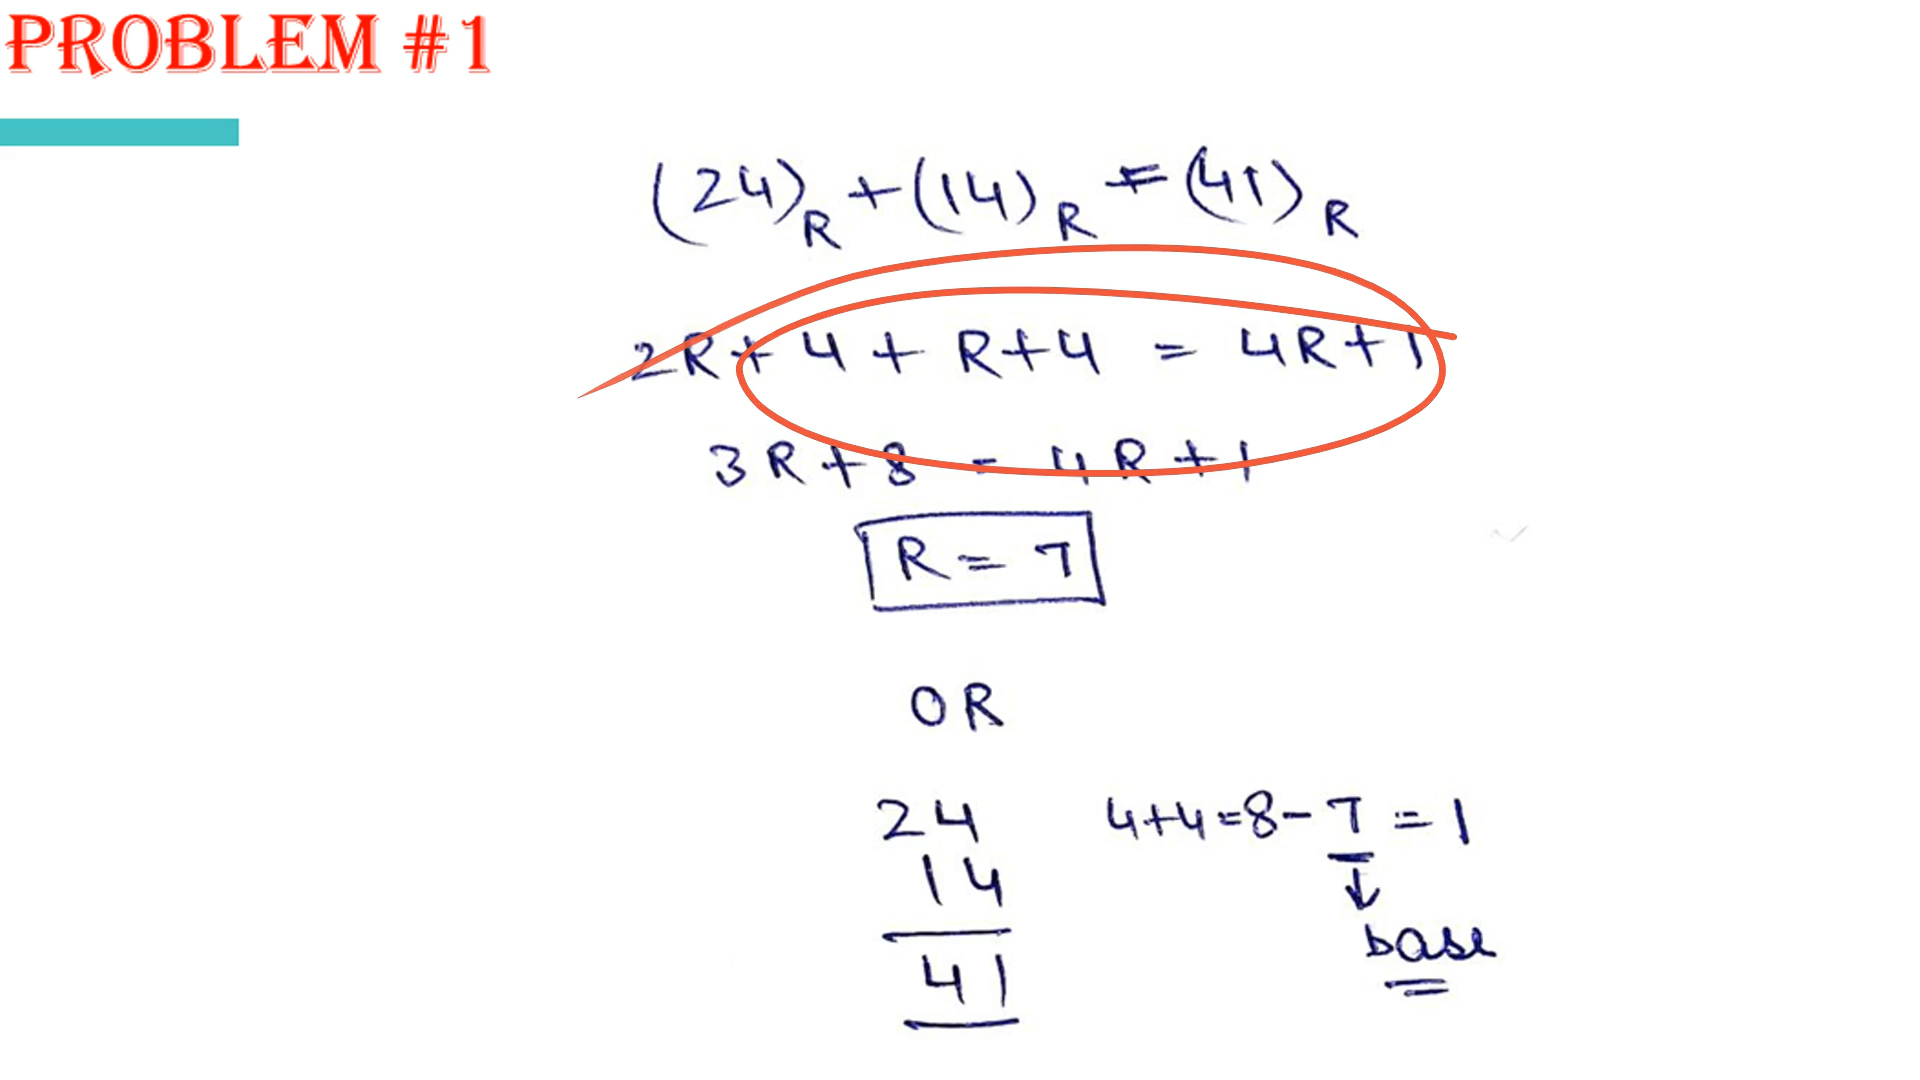 PROBLEM #1
(24)R + (14)R = (41)R
2R + 4 + R + 4 = 4R + 1
3R + 8 = 4R + 1
R = 7
OR
24 4+4=8-7=1
14
base
41